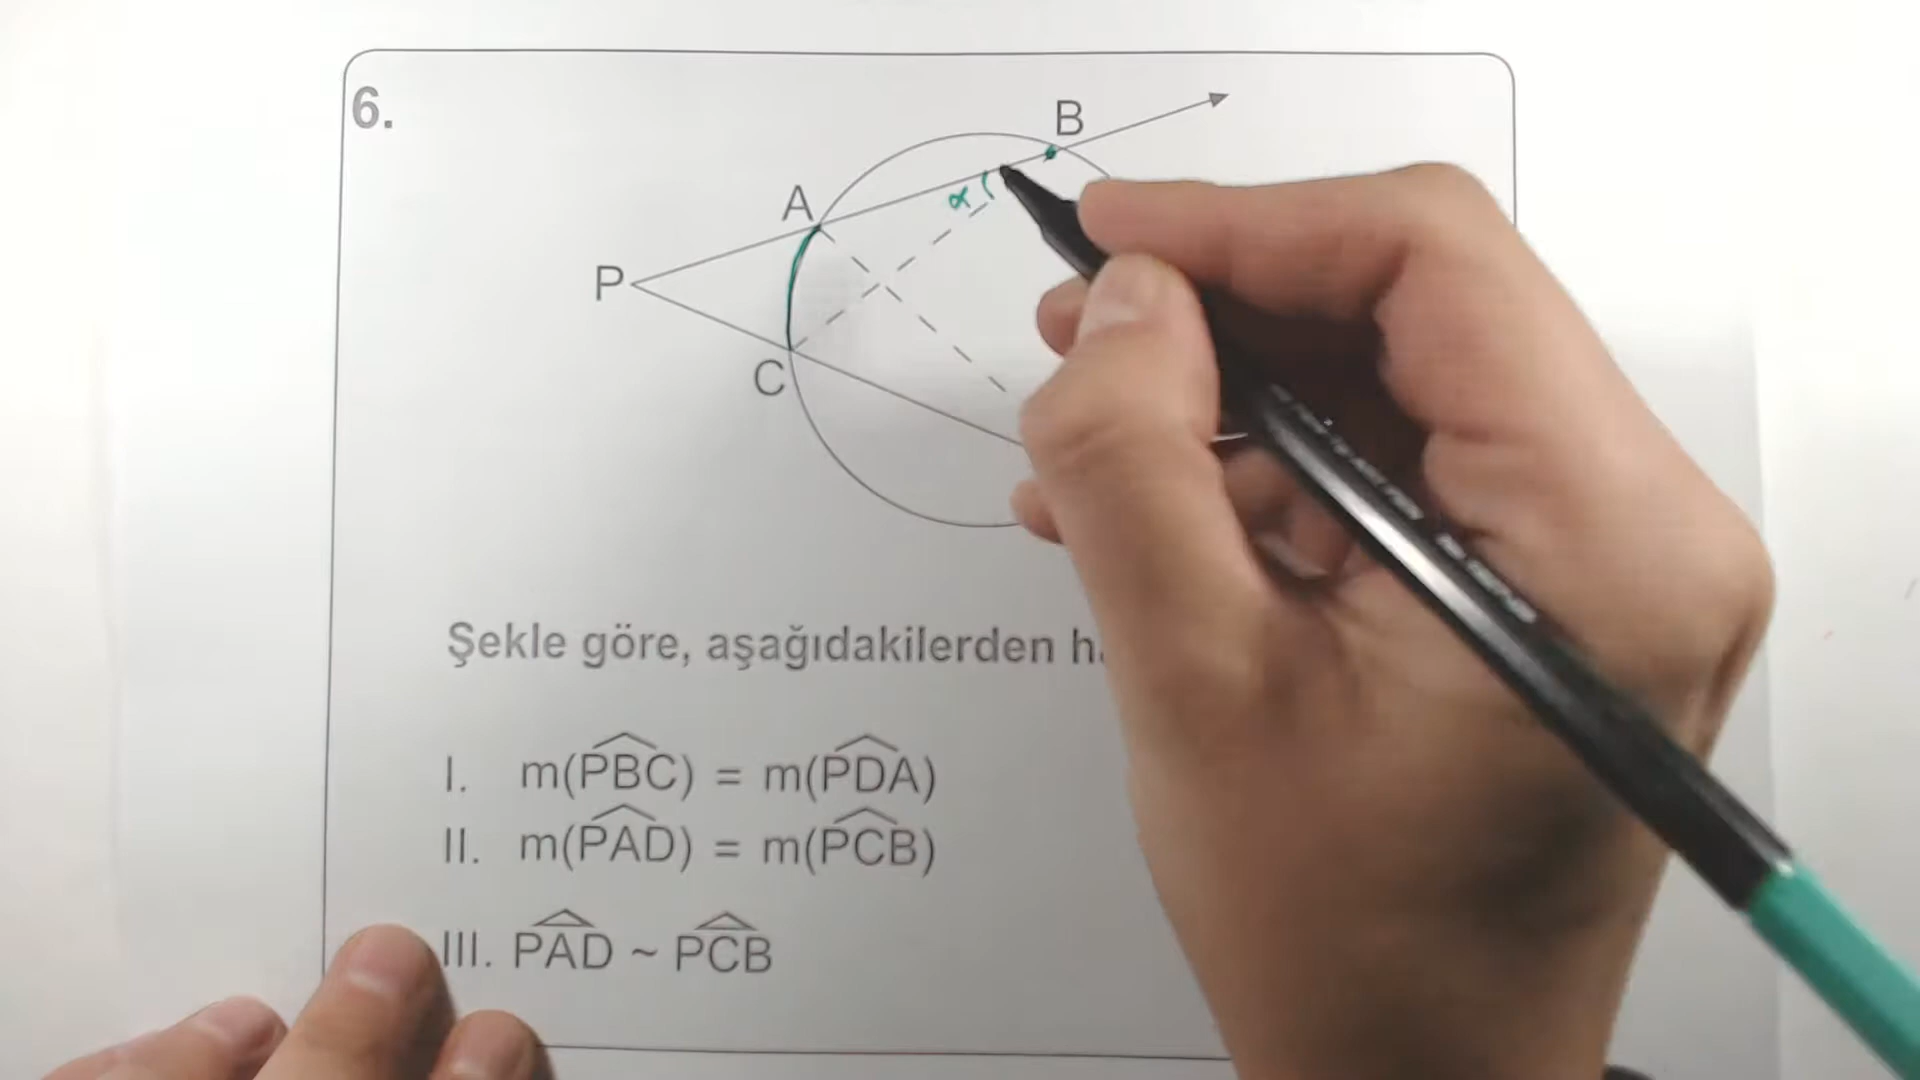 6.
B
A
α
P
C
Şekle göre, aşağıdakilerden
I. m(PBC) = m(PDA)
II. m(PAD) = m(PCB)
III. PAD ~ PCB